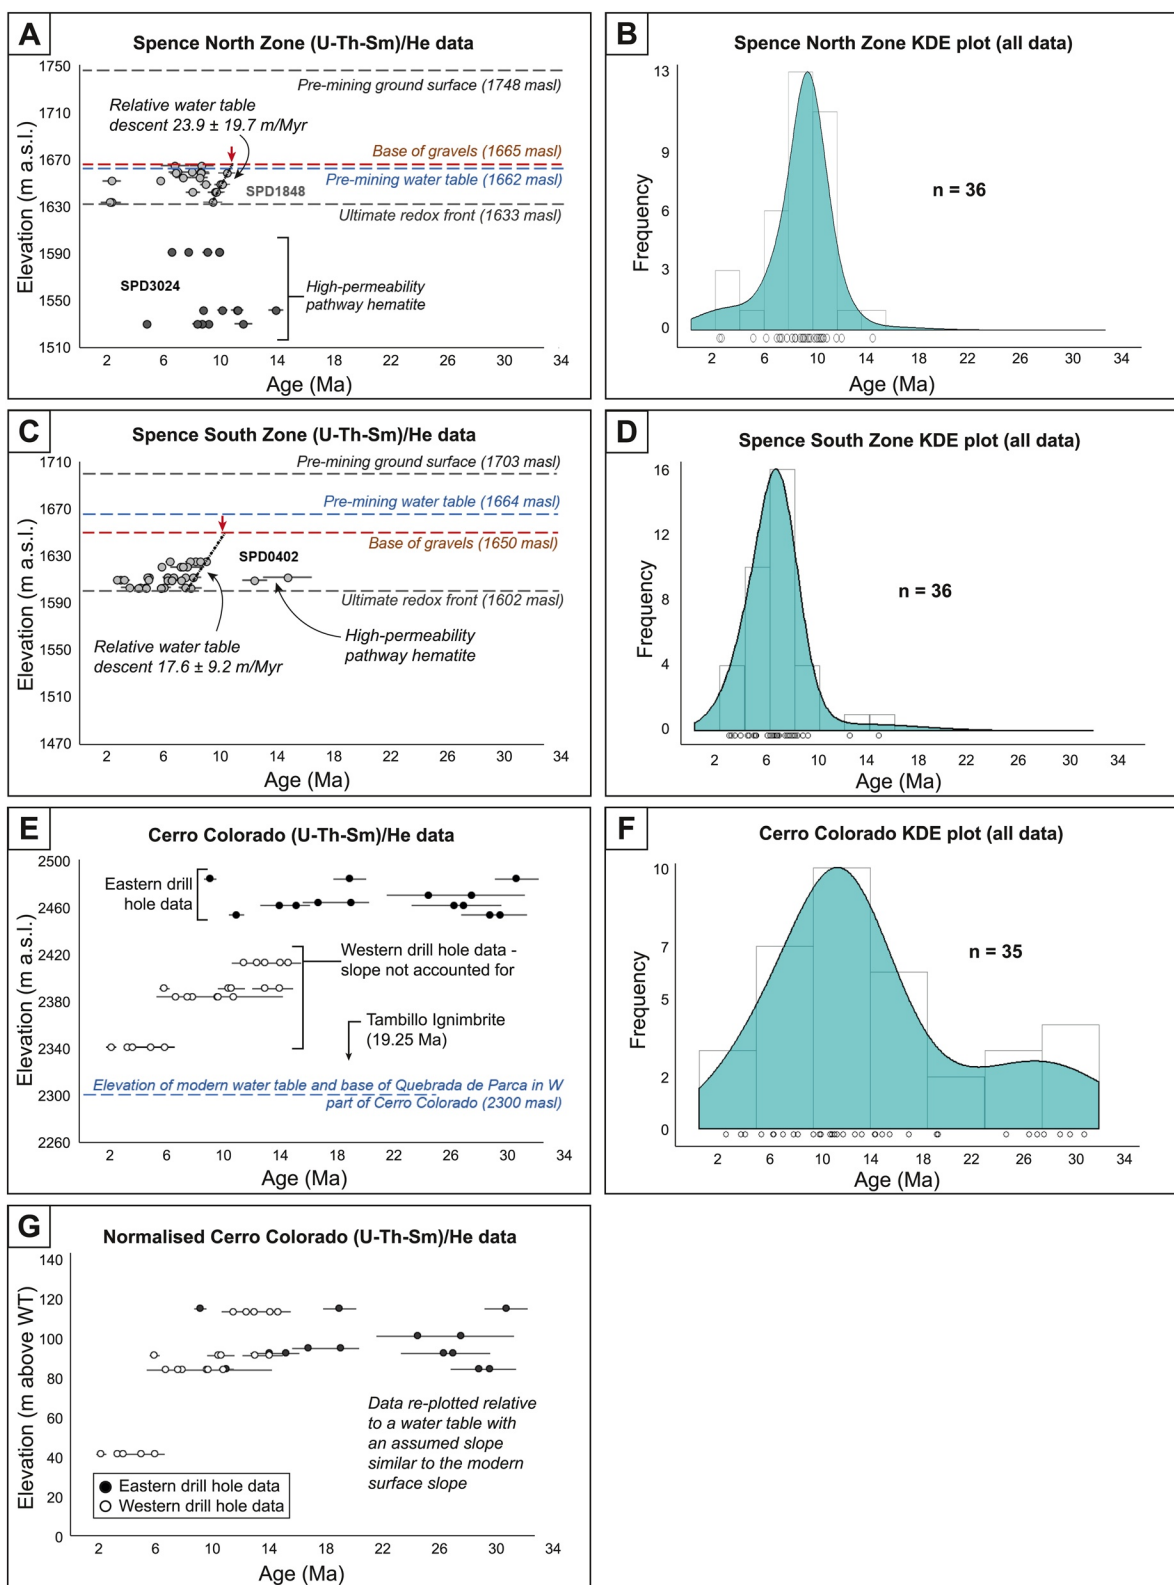 A
Spence North Zone (U-Th-Sm)/He data
Elevation (m a.s.l.)
1750
1710
1670
1630
1590
1550
1510
Pre-mining ground surface (1748 masl)
Relative water table
descent 23.9 ± 19.7 m/Myr
Base of gravels (1665 masl)
Pre-mining water table (1662 masl)
SPD1848
Ultimate redox front (1633 masl)
SPD3024
High-permeability
pathway hematite
2 6 10 14 18 22 26 30 34
Age (Ma)
B
Spence North Zone KDE plot (all data)
Frequency
13
9
6
3
0
n = 36
2 6 10 14 18 22 26 30 34
Age (Ma)
C
Spence South Zone (U-Th-Sm)/He data
Elevation (m a.s.l.)
1710
1670
1630
1590
1550
1510
1470
Pre-mining ground surface (1703 masl)
Pre-mining water table (1664 masl)
Base of gravels (1650 masl)
SPD0402
Ultimate redox front (1602 masl)
Relative water table
descent 17.6 ± 9.2 m/Myr
High-permeability
pathway hematite
2 6 10 14 18 22 26 30 34
Age (Ma)
D
Spence South Zone KDE plot (all data)
Frequency
16
12
8
4
0
n = 36
2 6 10 14 18 22 26 30 34
Age (Ma)
E
Cerro Colorado (U-Th-Sm)/He data
Elevation (m a.s.l.)
2500
2460
2420
2380
2340
2300
2260
Eastern drill
hole data
Western drill hole data -
slope not accounted for
Tambillo Ignimbrite
(19.25 Ma)
Elevation of modern water table and base of Quebrada de Parca in W
part of Cerro Colorado (2300 masl)
2 6 10 14 18 22 26 30 34
Age (Ma)
F
Cerro Colorado KDE plot (all data)
Frequency
10
7
5
2
0
n = 35
2 6 10 14 18 22 26 30 34
Age (Ma)
G
Normalised Cerro Colorado (U-Th-Sm)/He data
Elevation (m above WT)
140
120
100
80
60
40
20
0
Data re-plotted relative
to a water table with
an assumed slope
similar to the modern
surface slope
Eastern drill hole data
Western drill hole data
2 6 10 14 18 22 26 30 34
Age (Ma)